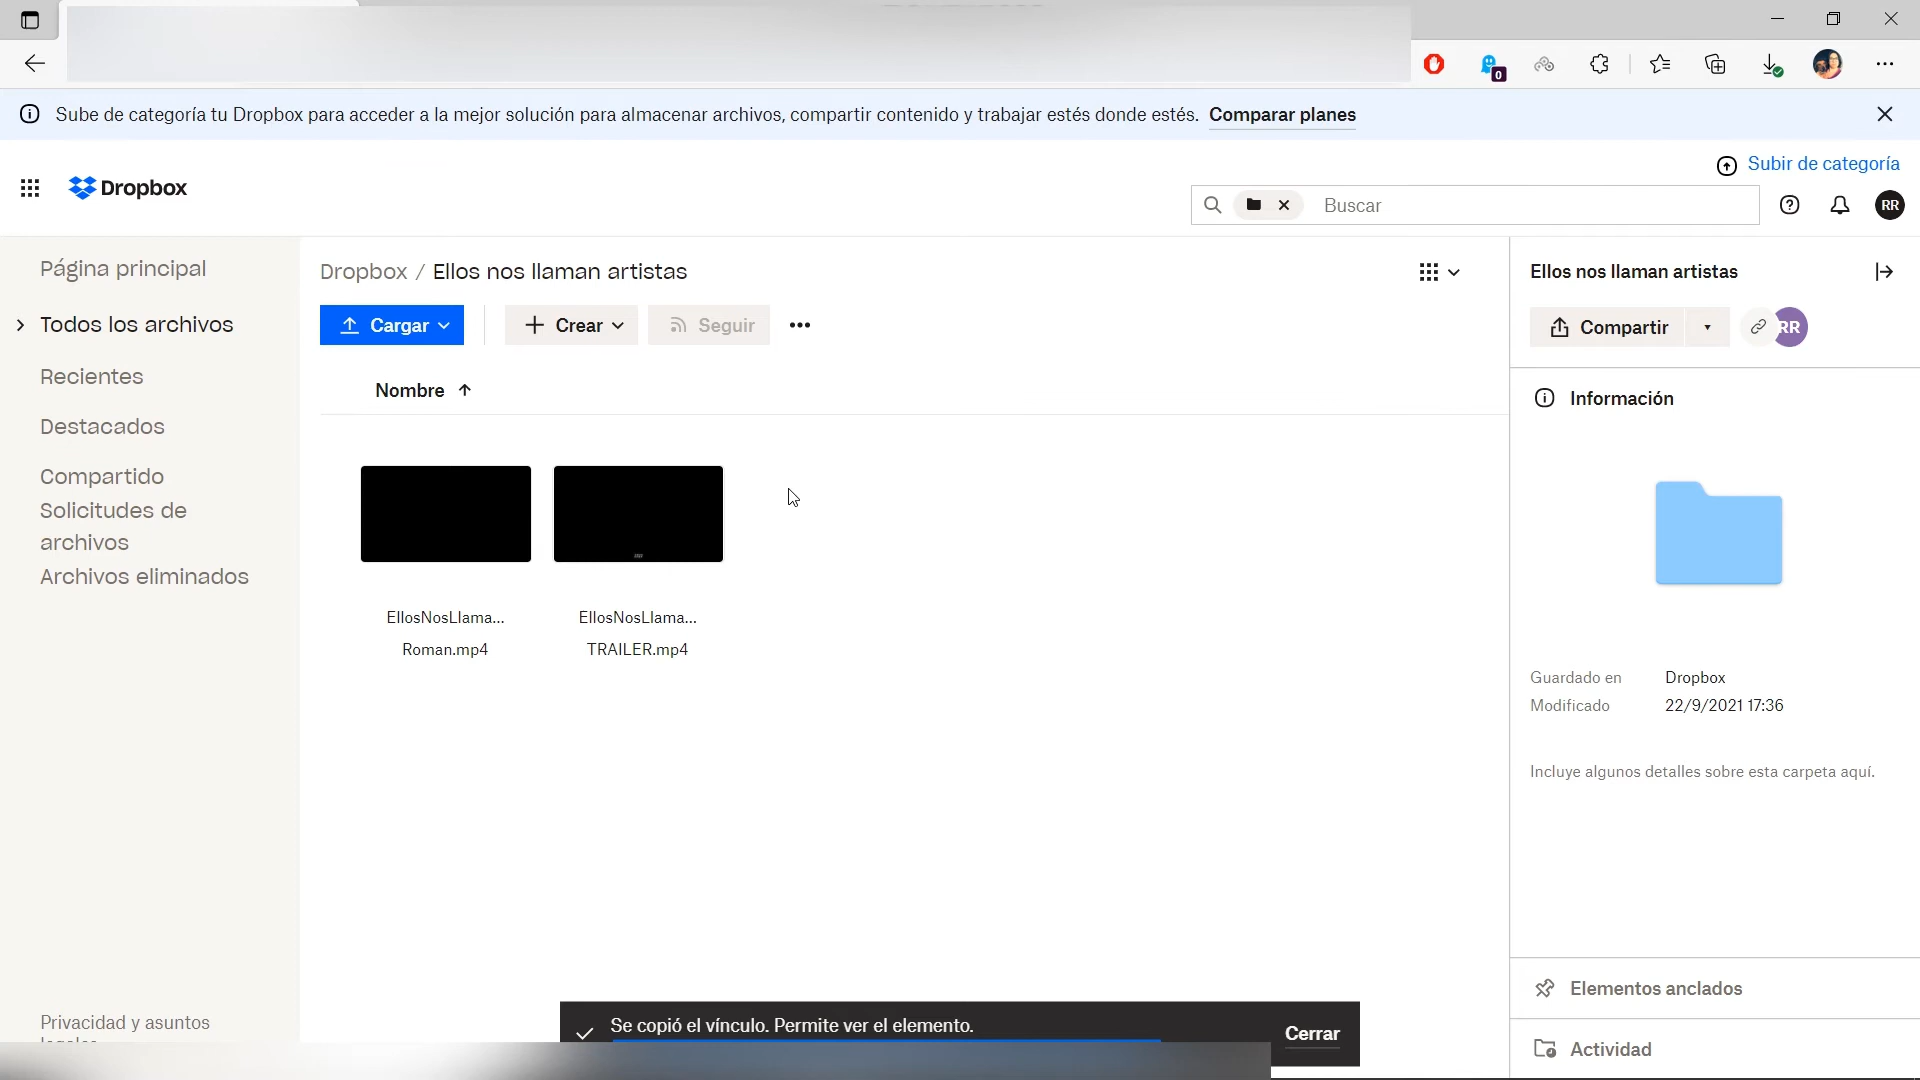 0
Sube de categoría tu Dropbox para acceder a la mejor solución para almacenar archivos, compartir contenido y trabajar estés donde estés. Comparar planes
Subir de categoría
Dropbox
Buscar
RR
Página principal
Todos los archivos
Recientes
Destacados
Compartido
Solicitudes de
archivos
Archivos eliminados
Privacidad y asuntos
Dropbox / Ellos nos llaman artistas
Cargar
Crear
Seguir
Nombre
EllosNosLlama...
Roman.mp4
EllosNosLlama...
TRAILER.mp4
Ellos nos llaman artistas
Compartir
RR
Información
Guardado en Dropbox
Modificado 22/9/2021 17:36
Incluye algunos detalles sobre esta carpeta aquí.
Elementos anclados
Actividad
Se copió el vínculo. Permite ver el elemento.
Cerrar